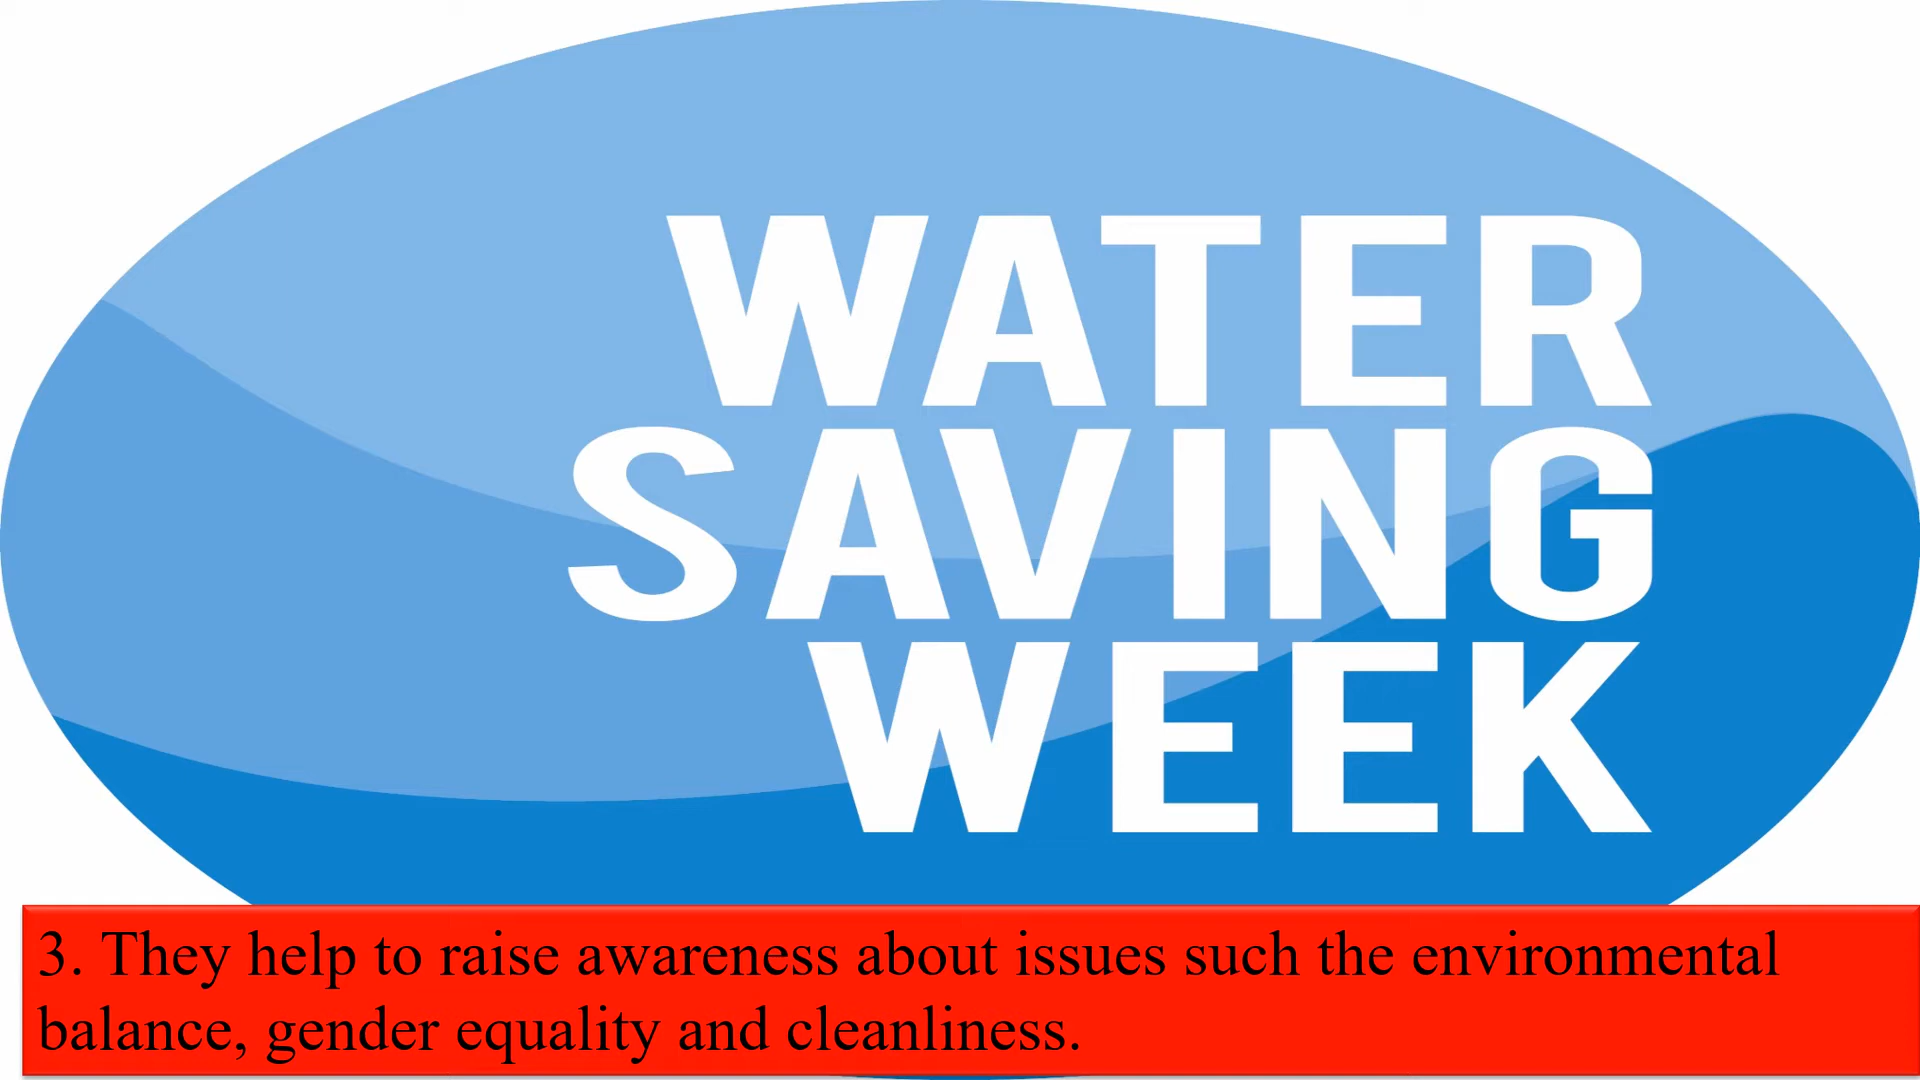 WATER
SAVING
WEEK
3. They help to raise awareness about issues such the environmental
balance, gender equality and cleanliness.